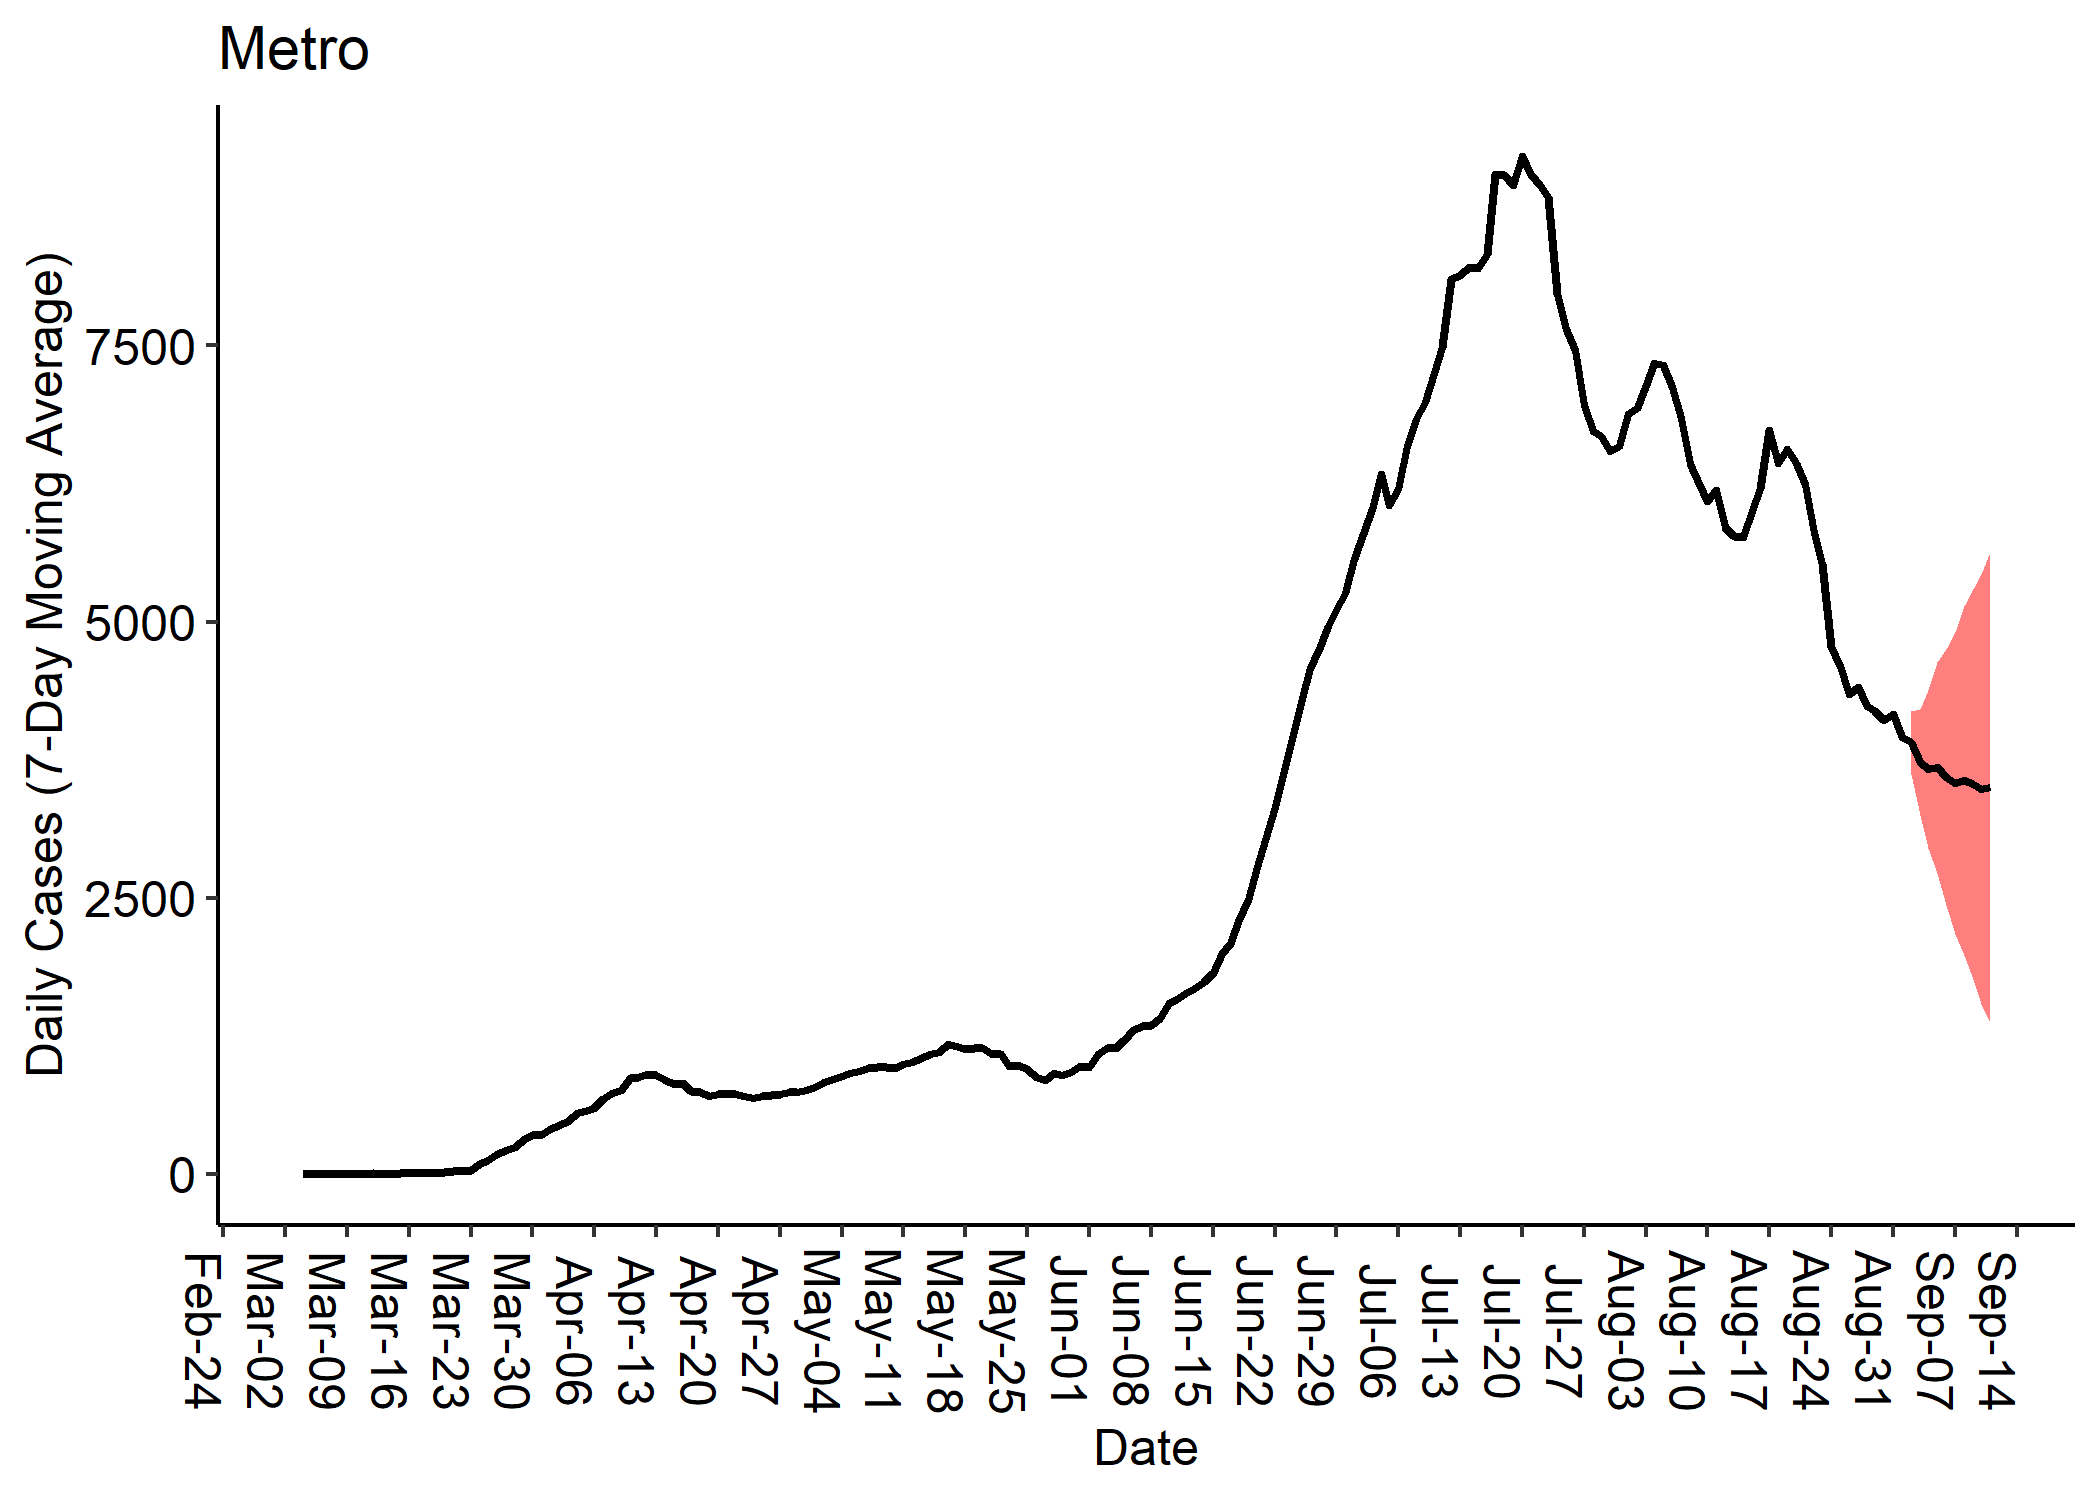 Metro
Daily Cases (7-Day Moving Average)
7500
5000
2500
0
Feb-24
Mar-02
Mar-09
Mar-16
Mar-23
Mar-30
Apr-06
Apr-13
Apr-20
Apr-27
May-04
May-11
May-18
May-25
Jun-01
Jun-08
Jun-15
Jun-22
Jun-29
Jul-06
Jul-13
Jul-20
Jul-27
Aug-03
Aug-10
Aug-17
Aug-24
Aug-31
Sep-07
Sep-14
Date